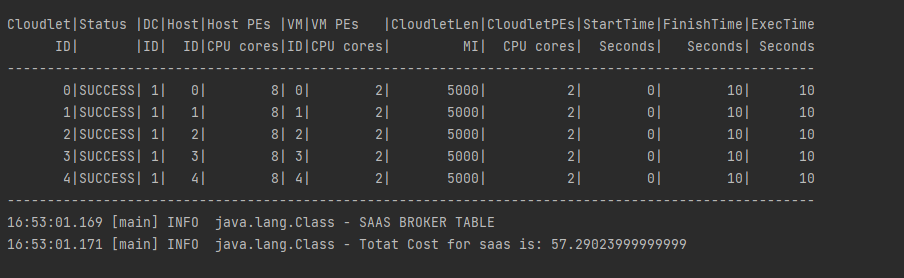 Cloudlet|Status |DC|Host|Host PEs |VM|VM PEs   |CloudletLen|CloudletPEs|StartTime|FinishTime|ExecTime
      ID|       |ID|  ID|CPU cores|ID|CPU cores|         MI|  CPU cores|  Seconds|   Seconds| Seconds
-----------------------------------------------------------------------------------------------------
       0|SUCCESS| 1|   0|        8| 0|        2|       5000|          2|        0|        10|      10
       1|SUCCESS| 1|   1|        8| 1|        2|       5000|          2|        0|        10|      10
       2|SUCCESS| 1|   2|        8| 2|        2|       5000|          2|        0|        10|      10
       3|SUCCESS| 1|   3|        8| 3|        2|       5000|          2|        0|        10|      10
       4|SUCCESS| 1|   4|        8| 4|        2|       5000|          2|        0|        10|      10
-----------------------------------------------------------------------------------------------------
16:53:01.169 [main] INFO  java.lang.Class - SAAS BROKER TABLE
16:53:01.171 [main] INFO  java.lang.Class - Totat Cost for saas is: 57.29023999999999